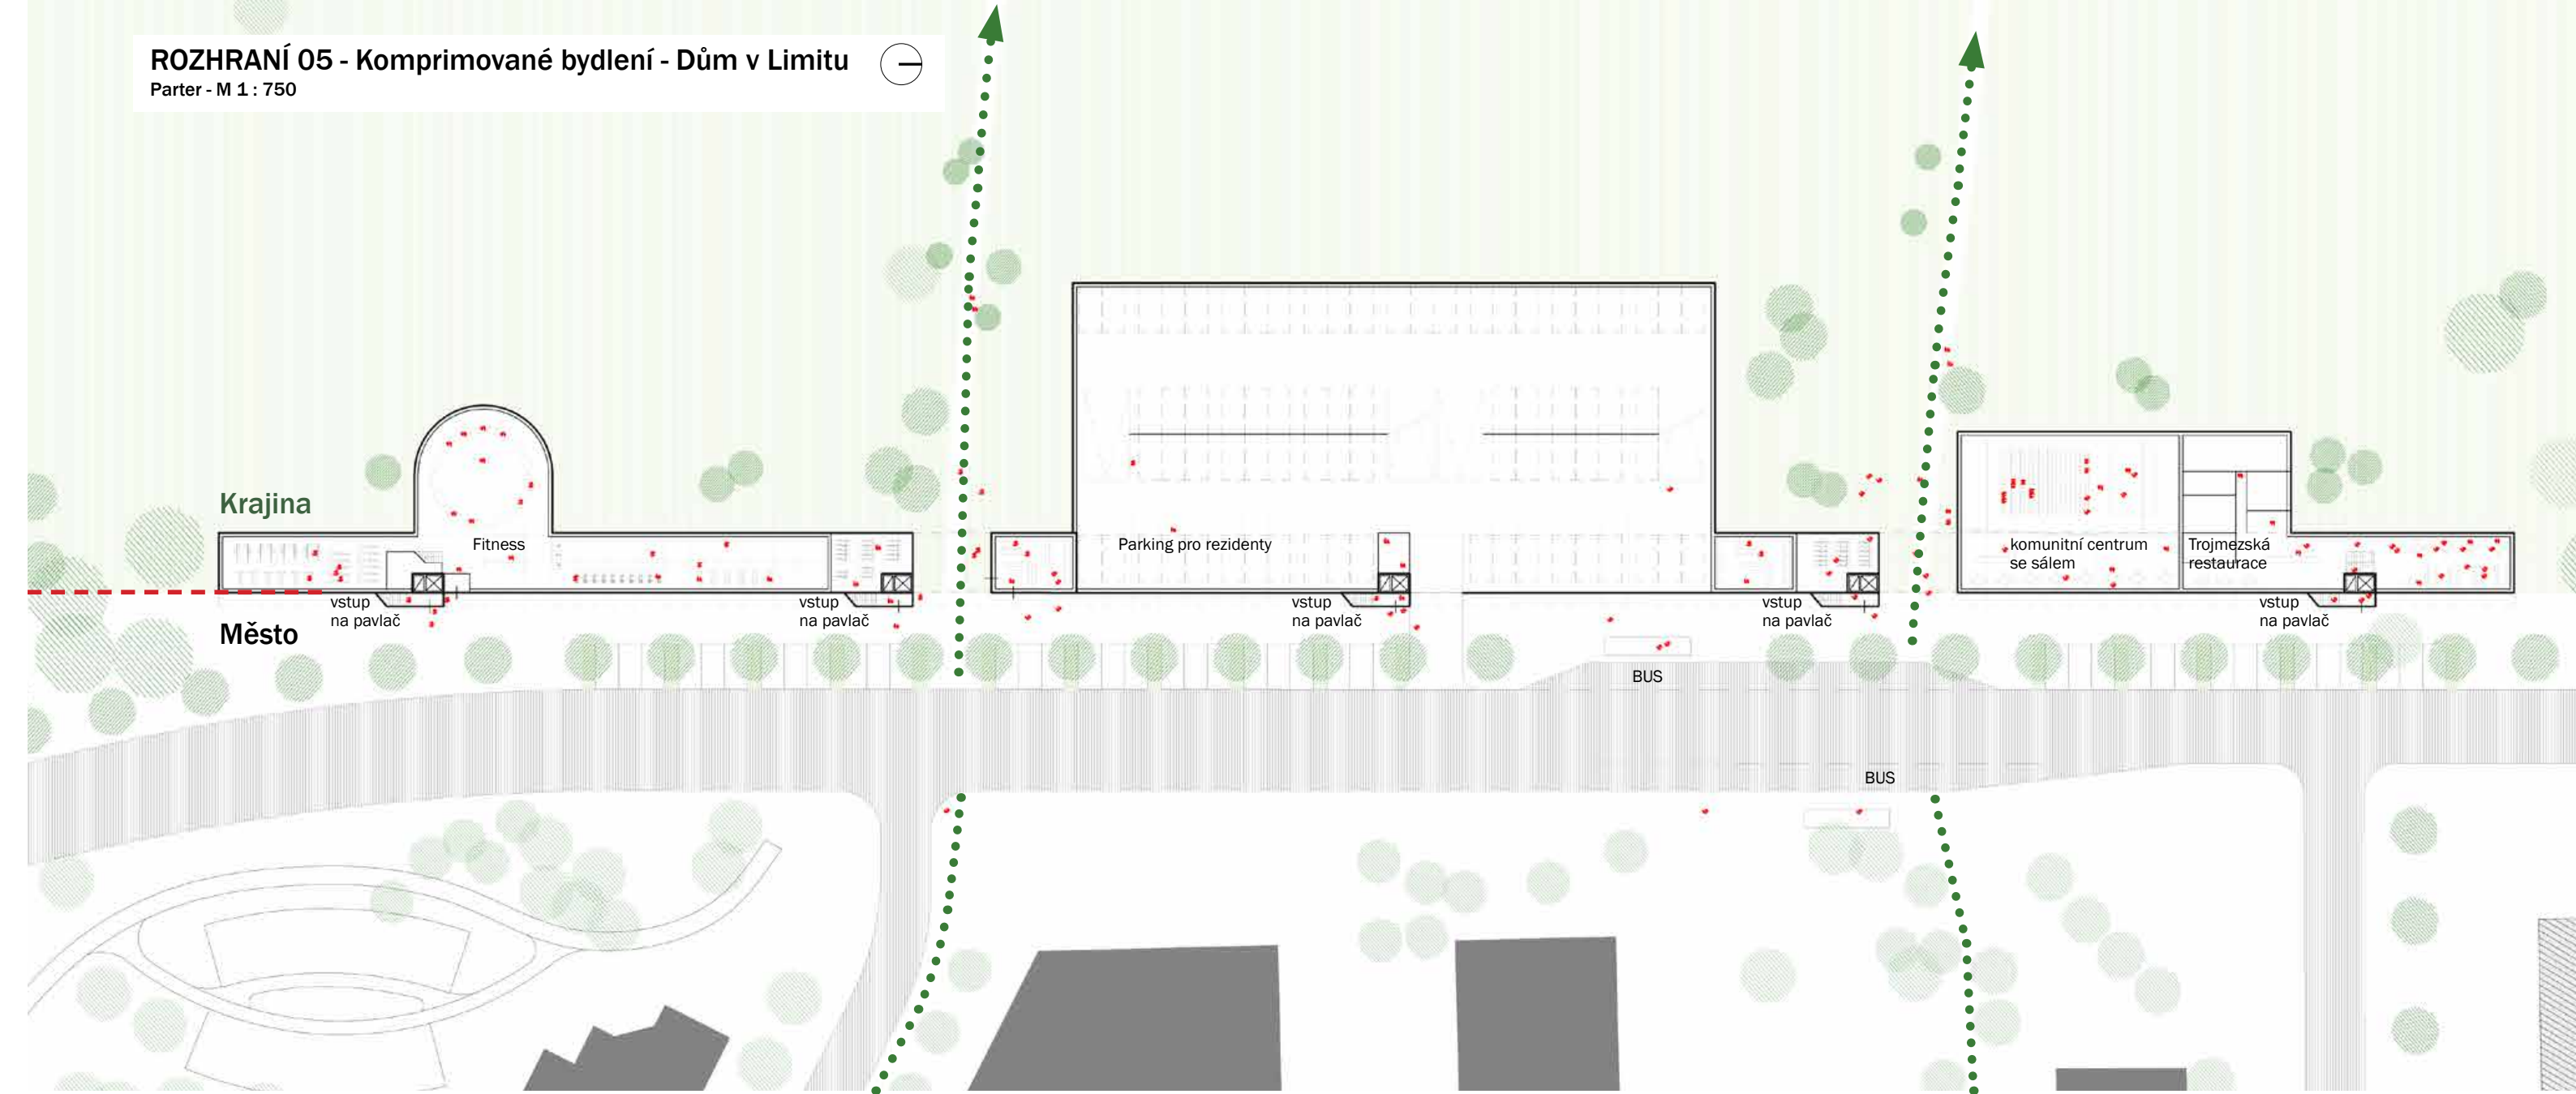 ROZHRANÍ 05 - Komprimované bydlení - Dům v Limitu
Parter - M 1 : 750
Krajina
Město
Fitness
vstup
na pavlač
vstup
na pavlač
Parking pro rezidenty
vstup
na pavlač
vstup
na pavlač
komunitní centrum
se sálem
Trojmezská
restaurace
vstup
na pavlač
BUS
BUS